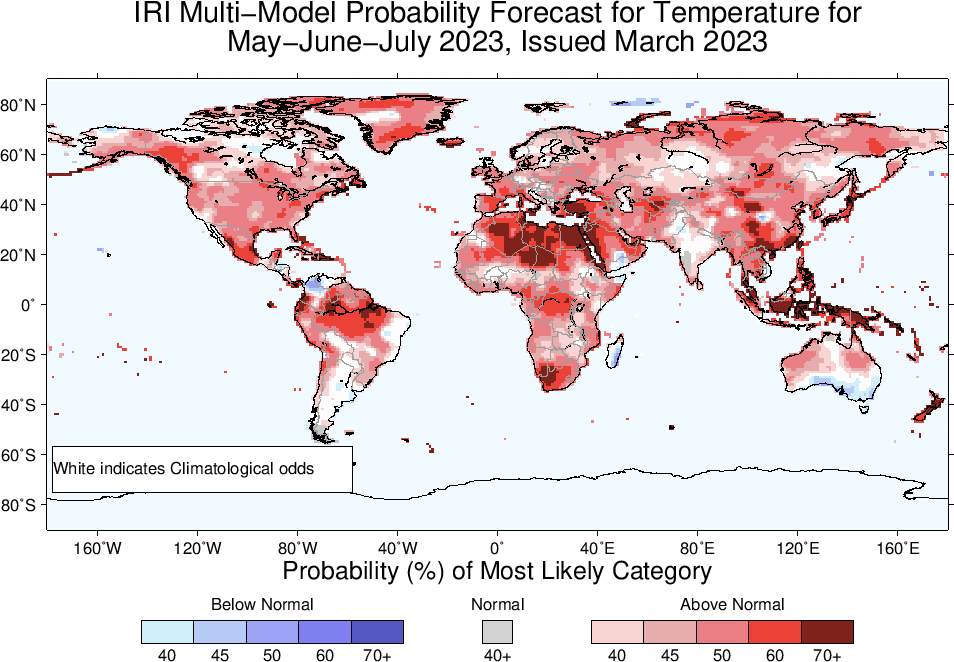 IRI Multi−Model Probability Forecast for Temperature for
May−June−July 2023, Issued March 2023
80˚N
60˚N
40˚N
20˚N
0˚
20˚S
40˚S
60˚S
80˚S
White indicates Climatological odds
160˚W 120˚W 80˚W 40˚W 0˚ 40˚E 80˚E 120˚E 160˚E
Probability (%) of Most Likely Category
Below Normal Normal Above Normal
40 45 50 60 70+ 40+ 40 45 50 60 70+